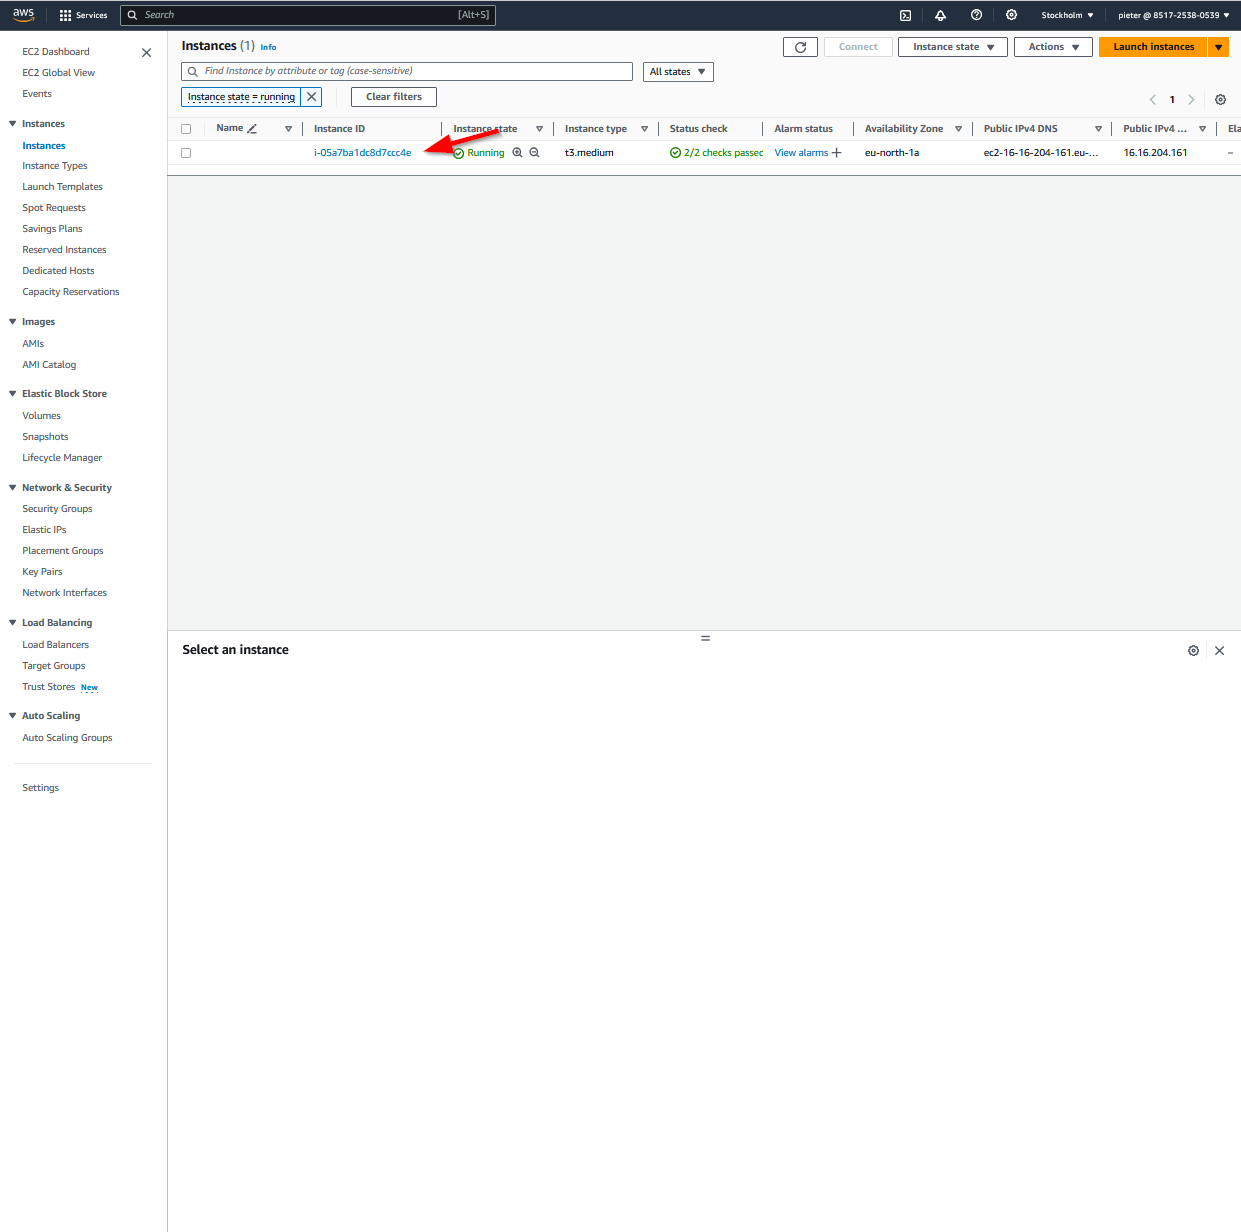 aws
Services
Search
[Alt+S]
Stockholm
pieter @ 8517-2538-0539
EC2 Dashboard
EC2 Global View
Events
Instances
Instances
Instance Types
Launch Templates
Spot Requests
Savings Plans
Reserved Instances
Dedicated Hosts
Capacity Reservations
Images
AMIs
AMI Catalog
Elastic Block Store
Volumes
Snapshots
Lifecycle Manager
Network & Security
Security Groups
Elastic IPs
Placement Groups
Key Pairs
Network Interfaces
Load Balancing
Load Balancers
Target Groups
Trust Stores New
Auto Scaling
Auto Scaling Groups
Settings
Instances (1) Info
Connect
Instance state
Actions
Launch instances
Find Instance by attribute or tag (case-sensitive)
All states
Instance state = running
Clear filters
1
Name Instance ID Instance state Instance type Status check Alarm status Availability Zone Public IPv4 DNS Public IPv4 ... Ela
i-05a7ba1dc8d7ccc4e Running t3.medium 2/2 checks passed View alarms + eu-north-1a ec2-16-16-204-161.eu-... 16.16.204.161 –
Select an instance